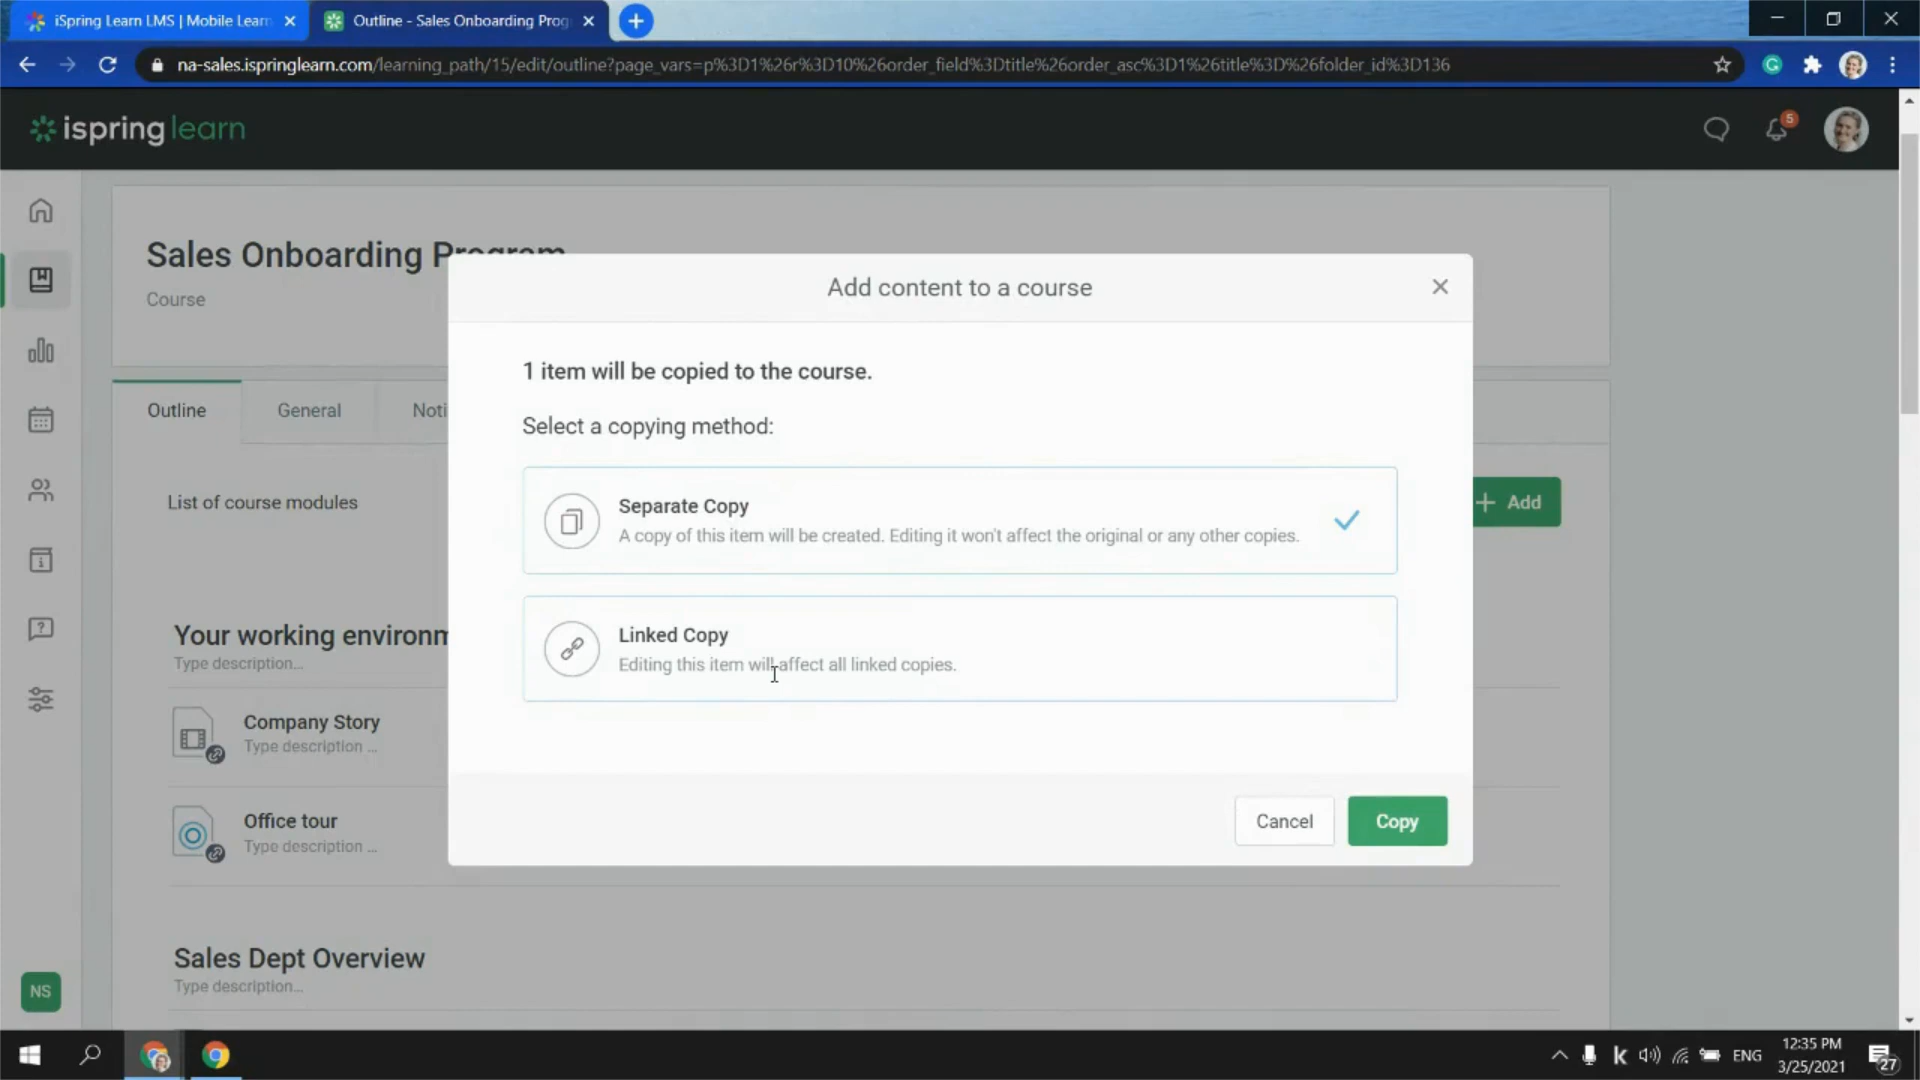 iSpring Learn LMS | Mobile Learn
Outline - Sales Onboarding Prog
na-sales.ispringlearn.com/learning_path/15/edit/outline?page_vars=p%3D1%26r%3D10%26order_field%3Dtitle%26order_asc%3D1%26title%3D%26folder_id%3D136
G
ispring learn
5
Sales Onboarding Program
Course
Add content to a course
1 item will be copied to the course.
Select a copying method:
Outline
General
Noti
List of course modules
+ Add
Separate Copy
A copy of this item will be created. Editing it won't affect the original or any other copies.
Linked Copy
Editing this item will affect all linked copies.
Your working environm
Type description...
Company Story
Type description ...
Office tour
Type description ...
Cancel
Copy
Sales Dept Overview
Type description...
NS
ENG
12:35 PM
3/25/2021
27